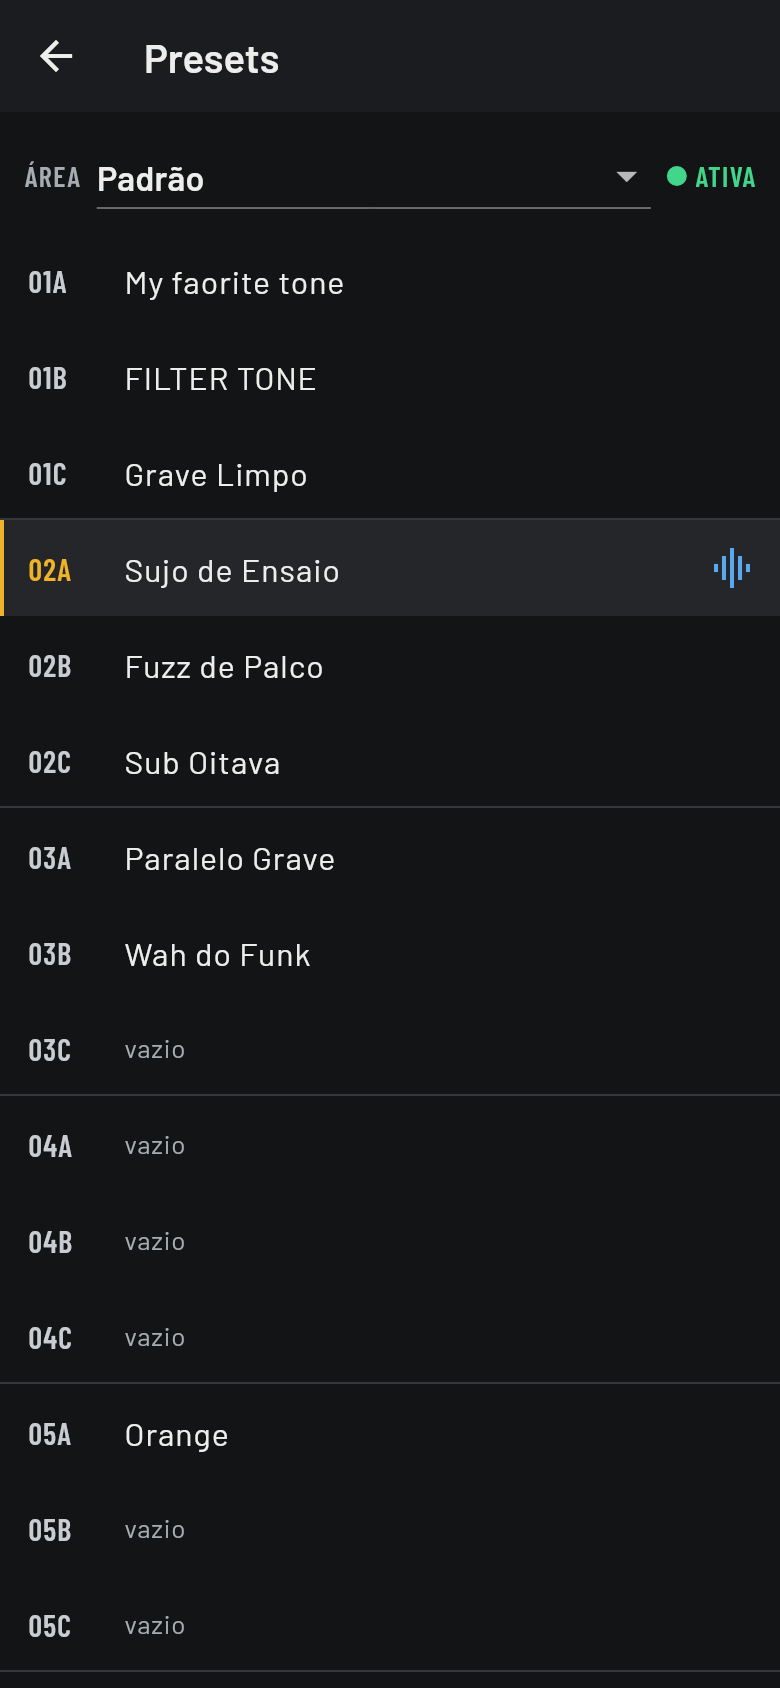 Presets
ÁREA Padrão ATIVA
01A My faorite tone
01B FILTER TONE
01C Grave Limpo
02A Sujo de Ensaio
02B Fuzz de Palco
02C Sub Oitava
03A Paralelo Grave
03B Wah do Funk
03C vazio
04A vazio
04B vazio
04C vazio
05A Orange
05B vazio
05C vazio